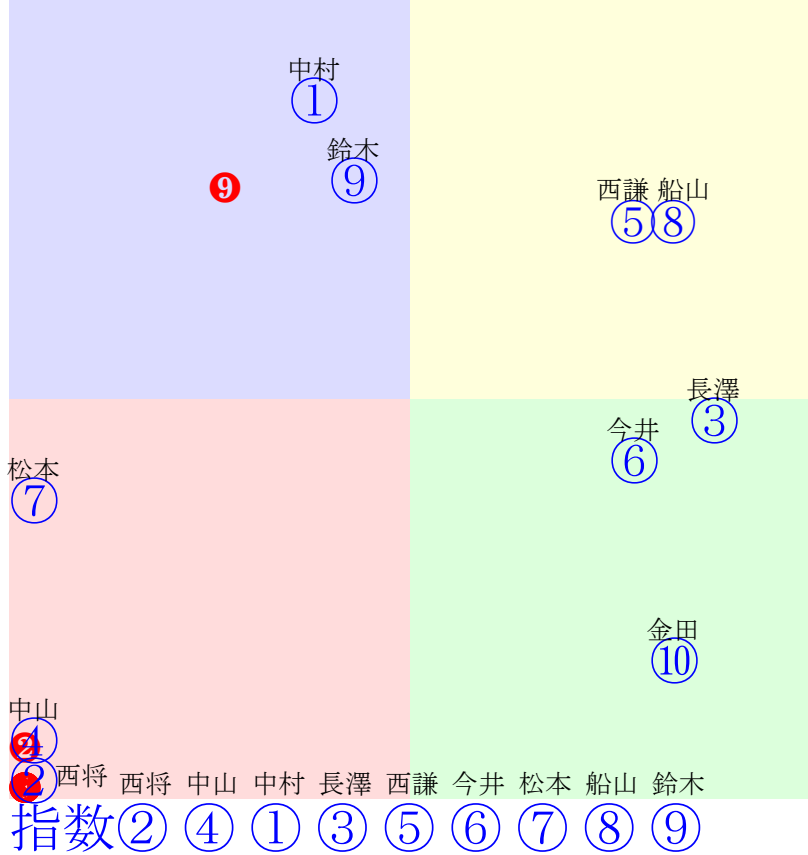 中村
①
鈴木
⑨
❾
西謙 船山
⑤⑧
長澤
③
今井
⑥
松本
⑦
金田
⑩
中山
④
❷
②
西将
西将 中山 中村 長澤 西謙 今井 松本 船山 鈴木
指数②④①③⑤⑥⑦⑧⑨